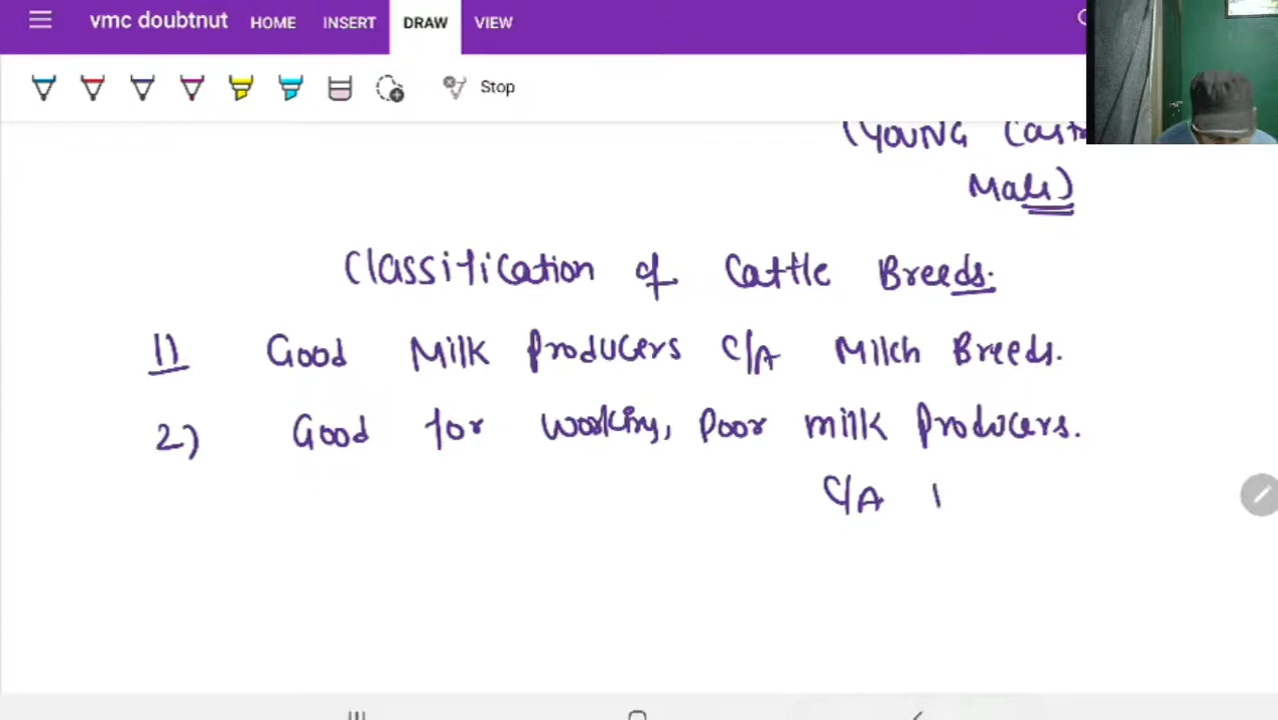 vmc doubtnut HOME INSERT DRAW VIEW
Stop
(YOUNG
Male)
Classification of Cattle Breeds.
1) Good Milk Producers C/A Milch Breeds.
2) Good for working, Poor milk Producers.
C/A